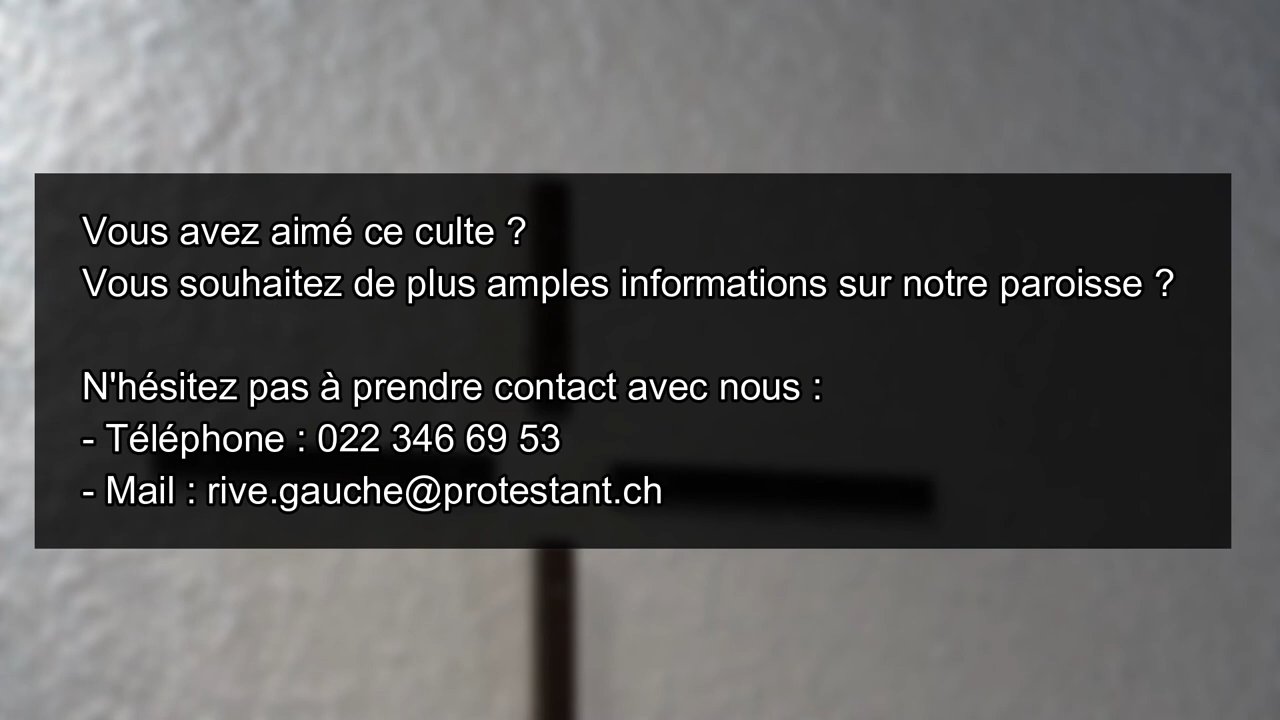 Vous avez aimé ce culte ?
Vous souhaitez de plus amples informations sur notre paroisse ?
N'hésitez pas à prendre contact avec nous :
- Téléphone : 022 346 69 53
- Mail : rive.gauche@protestant.ch